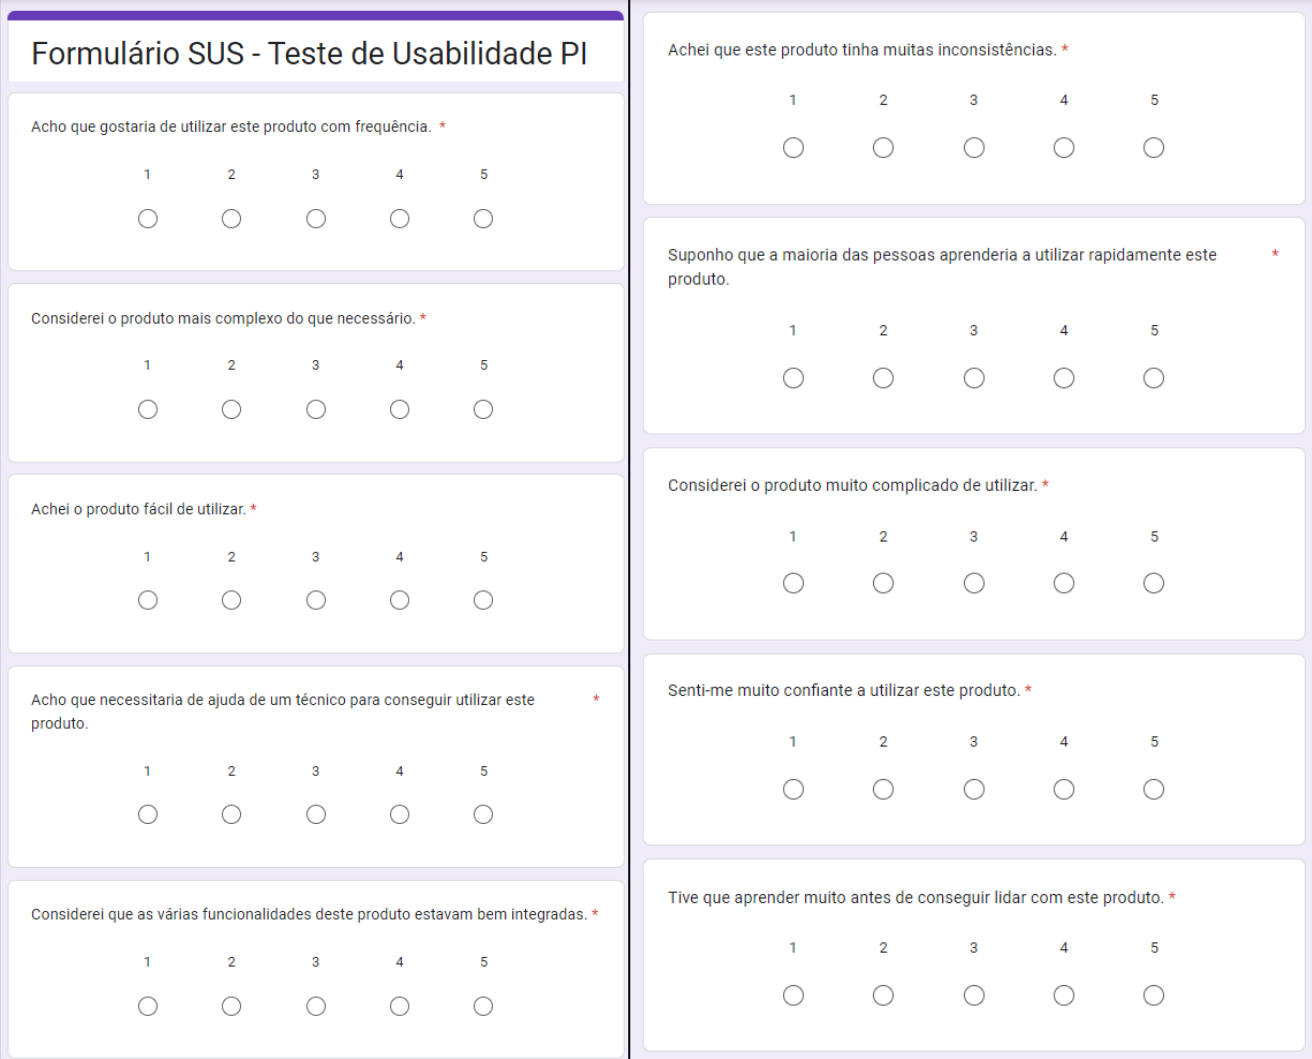 Formulário SUS - Teste de Usabilidade PI
Acho que gostaria de utilizar este produto com frequência. *
1 2 3 4 5
Considerei o produto mais complexo do que necessário. *
1 2 3 4 5
Achei o produto fácil de utilizar. *
1 2 3 4 5
Acho que necessitaria de ajuda de um técnico para conseguir utilizar este *
produto.
1 2 3 4 5
Considerei que as várias funcionalidades deste produto estavam bem integradas. *
1 2 3 4 5
Achei que este produto tinha muitas inconsistências. *
1 2 3 4 5
Suponho que a maioria das pessoas aprenderia a utilizar rapidamente este *
produto.
1 2 3 4 5
Considerei o produto muito complicado de utilizar. *
1 2 3 4 5
Senti-me muito confiante a utilizar este produto. *
1 2 3 4 5
Tive que aprender muito antes de conseguir lidar com este produto. *
1 2 3 4 5